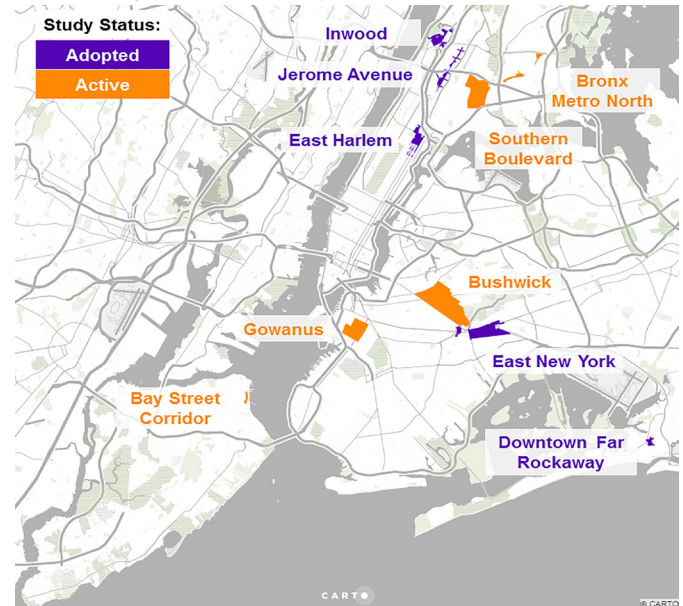 Study Status:
Adopted
Active
Inwood
Jerome Avenue
Bronx
Metro North
East Harlem
Southern
Boulevard
Bushwick
Gowanus
East New York
Bay Street
Corridor
Downtown Far
Rockaway
CARTO
© CARTO